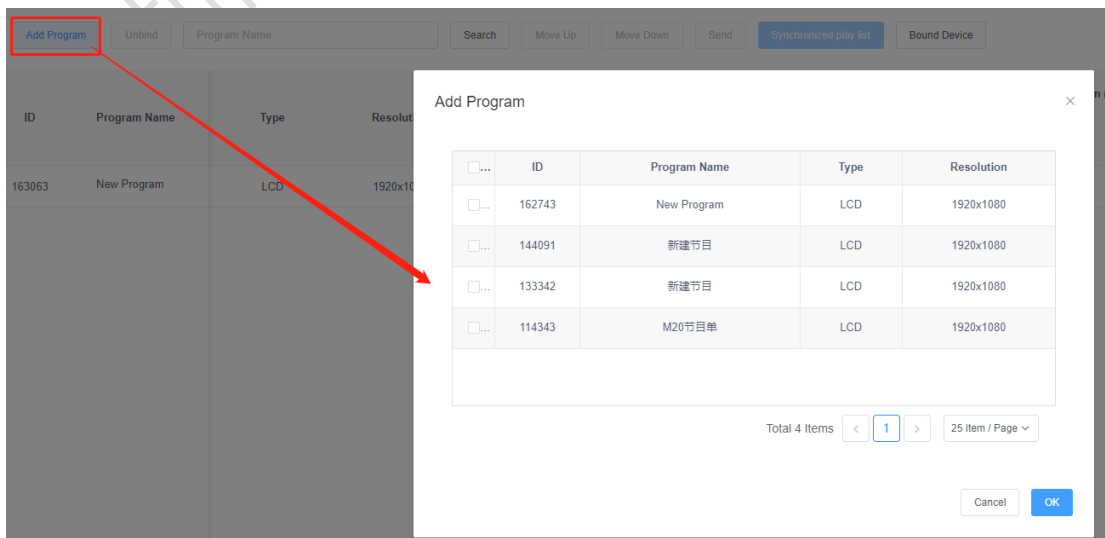 Add Program Unbind Program Name Search Move Up Move Down Send Synchronized play list Bound Device
ID Program Name Type Resolut
163063 New Program LCD 1920x10
Add Program
... ID Program Name Type Resolution
... 162743 New Program LCD 1920x1080
... 144091 新建节目 LCD 1920x1080
... 133342 新建节目 LCD 1920x1080
... 114343 M20节目单 LCD 1920x1080
Total 4 Items < 1 > 25 Item / Page
Cancel OK